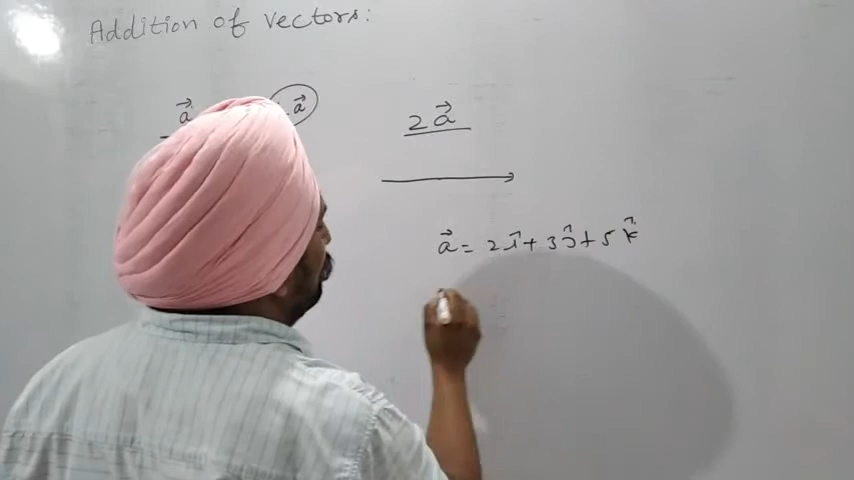 Addition of vectors:
a⃗ a⃗ 2a⃗
a⃗ = 2î + 3ĵ + 5k̂